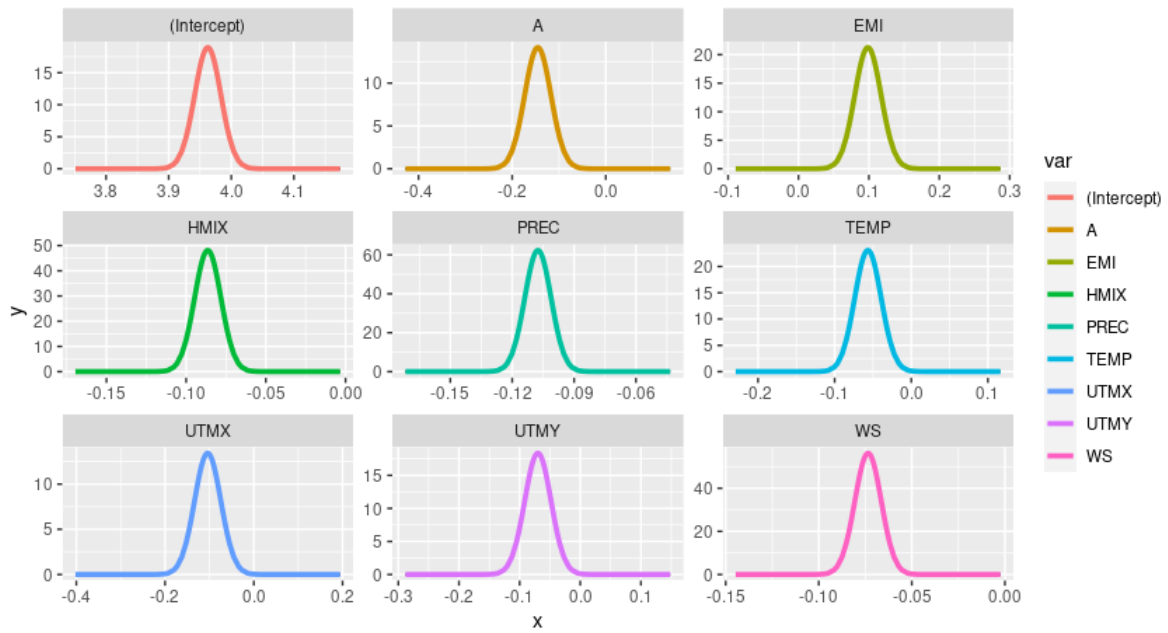 (Intercept) A EMI
15 10 5 0
10 5 0
20 15 10 5 0
3.8 3.9 4.0 4.1
-0.4 -0.2 0.0
-0.1 0.0 0.1 0.2 0.3
HMIX PREC TEMP
50 40 30 20 10 0
60 40 20 0
20 15 10 5 0
-0.15 -0.10 -0.05 0.00
-0.15 -0.12 -0.09 -0.06
-0.2 -0.1 0.0 0.1
UTMX UTMY WS
10 5 0
15 10 5 0
40 20 0
-0.4 -0.2 0.0 0.2
-0.3 -0.2 -0.1 0.0 0.1
-0.15 -0.10 -0.05 0.00
y
x
var
(Intercept)
A
EMI
HMIX
PREC
TEMP
UTMX
UTMY
WS